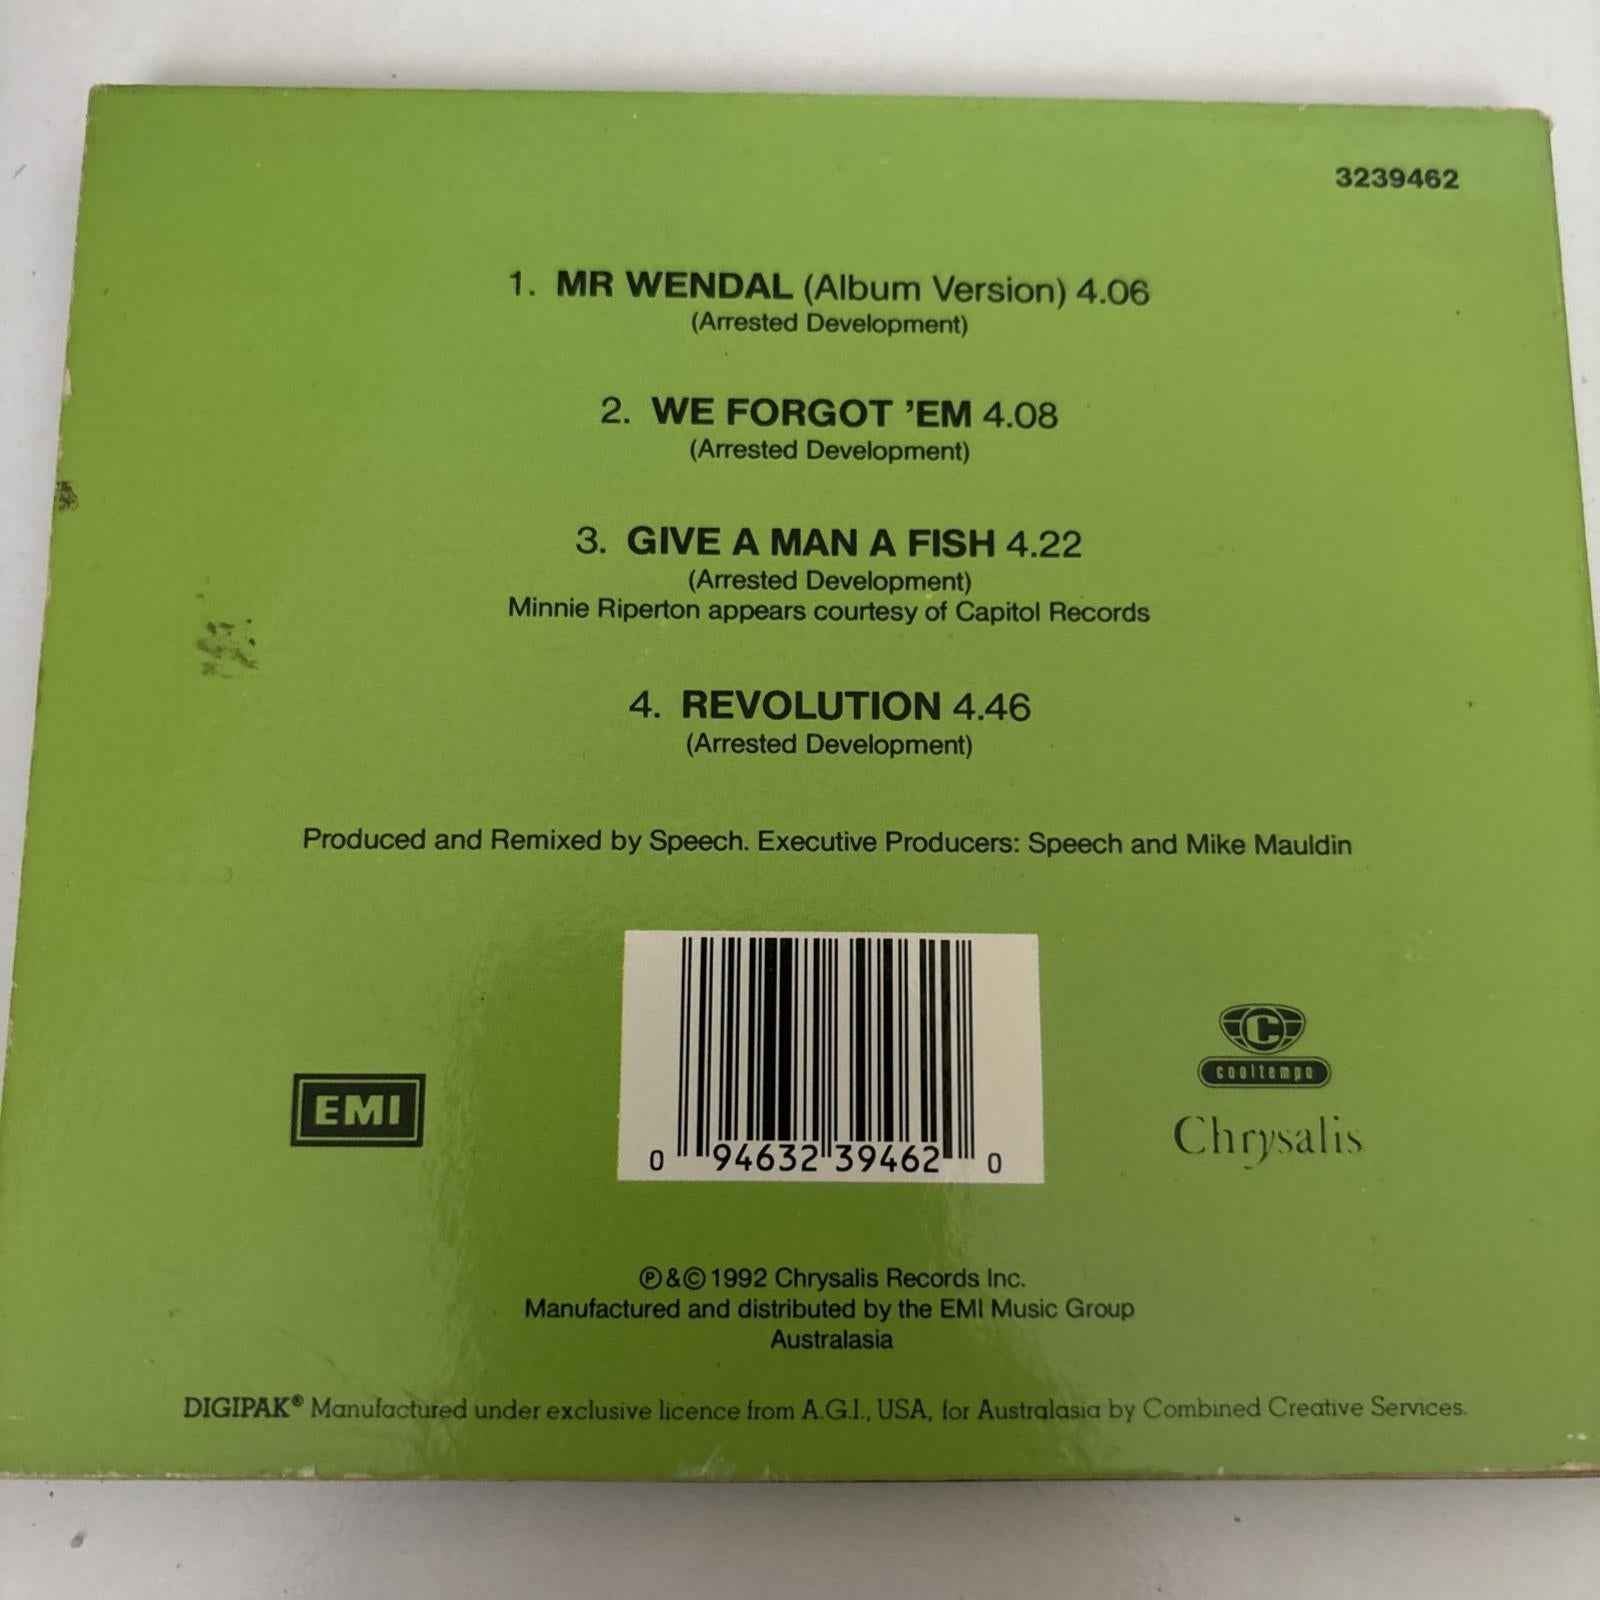 3239462
1. MR WENDAL (Album Version) 4.06
(Arrested Development)
2. WE FORGOT ’EM 4.08
(Arrested Development)
3. GIVE A MAN A FISH 4.22
(Arrested Development)
Minnie Riperton appears courtesy of Capitol Records
4. REVOLUTION 4.46
(Arrested Development)
Produced and Remixed by Speech. Executive Producers: Speech and Mike Mauldin
EMI
0 94632 39462 0
C
cooltempo
Chrysalis
℗&©1992 Chrysalis Records Inc.
Manufactured and distributed by the EMI Music Group
Australasia
DIGIPAK® Manufactured under exclusive licence from A.G.I., USA, for Australasia by Combined Creative Services.